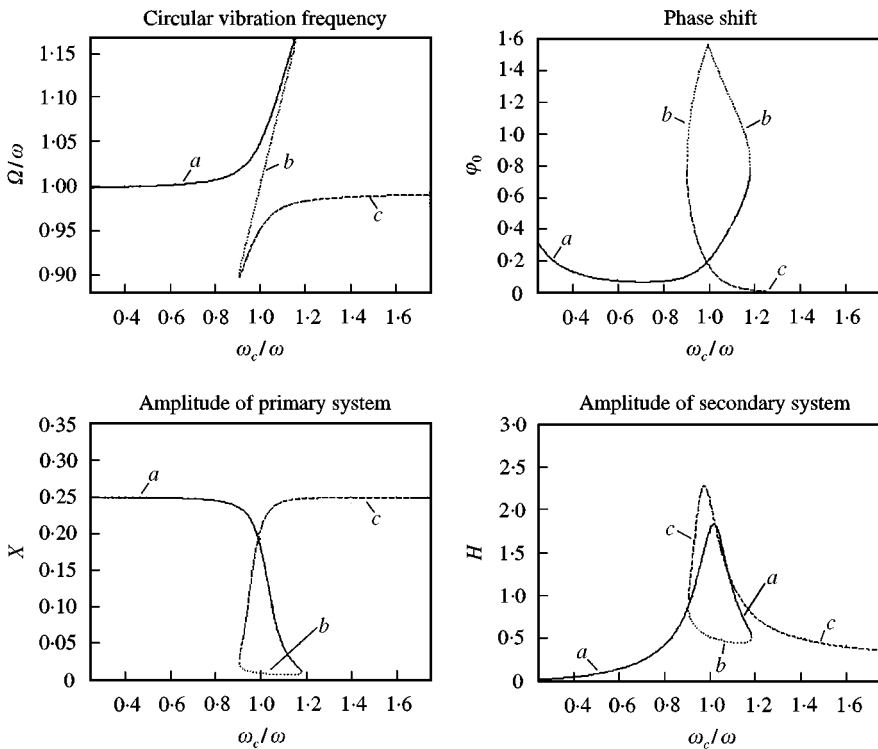 Circular vibration frequency
1·15
1·10
1·05
1·00
0·95
0·90
Ω/ω
a
b
c
0·4 0·6 0·8 1·0 1·2 1·4 1·6
ω_c/ω
Phase shift
1·6
1·4
1·2
1·0
0·8
0·6
0·4
0·2
0
φ₀
b
b
a
c
0·4 0·6 0·8 1·0 1·2 1·4 1·6
ω_c/ω
Amplitude of primary system
0·35
0·30
0·25
0·20
0·15
0·10
0·05
0
X
a
c
b
0·4 0·6 0·8 1·0 1·2 1·4 1·6
ω_c/ω
Amplitude of secondary system
3·0
2·5
2·0
1·5
1·0
0·5
0
H
c
a
a
b
c
0·4 0·6 0·8 1·0 1·2 1·4 1·6
ω_c/ω